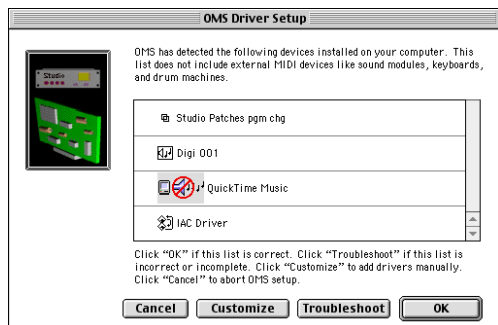 OMS Driver Setup
OMS has detected the following devices installed on your computer. This
list does not include external MIDI devices like sound modules, keyboards,
and drum machines.
Studio
Studio Patches pgm chg
Digi 001
QuickTime Music
IAC Driver
Click “OK” if this list is correct. Click “Troubleshoot” if this list is
incorrect or incomplete. Click “Customize” to add drivers manually.
Click “Cancel” to abort OMS setup.
Cancel Customize Troubleshoot OK